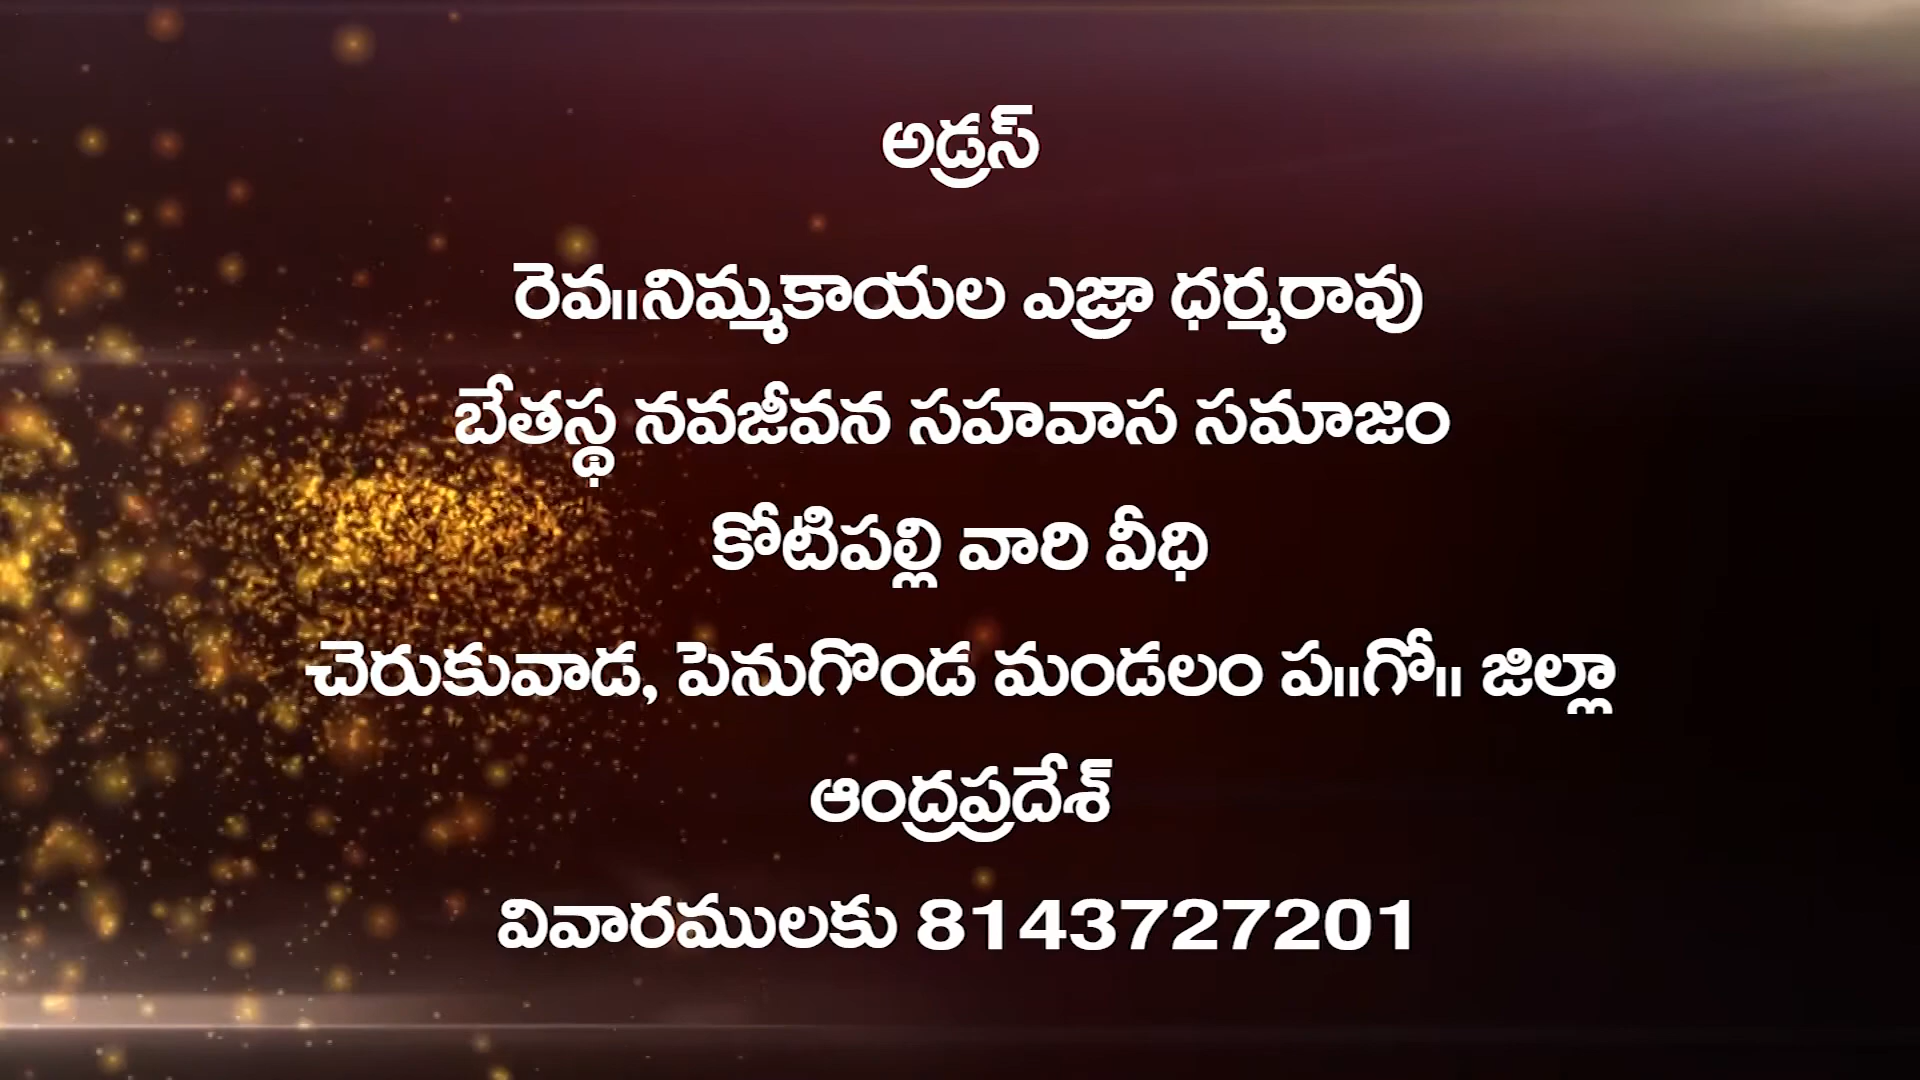 అడ్రస్
రెవ॥నిమ్మకాయల ఎజ్రా ధర్మరావు
బేతస్థ నవజీవన సహవాస సమాజం
కోటిపల్లి వారి వీధి
చెరుకువాడ, పెనుగొండ మండలం ప॥గో॥ జిల్లా
ఆంద్రప్రదేశ్
వివారములకు 8143727201